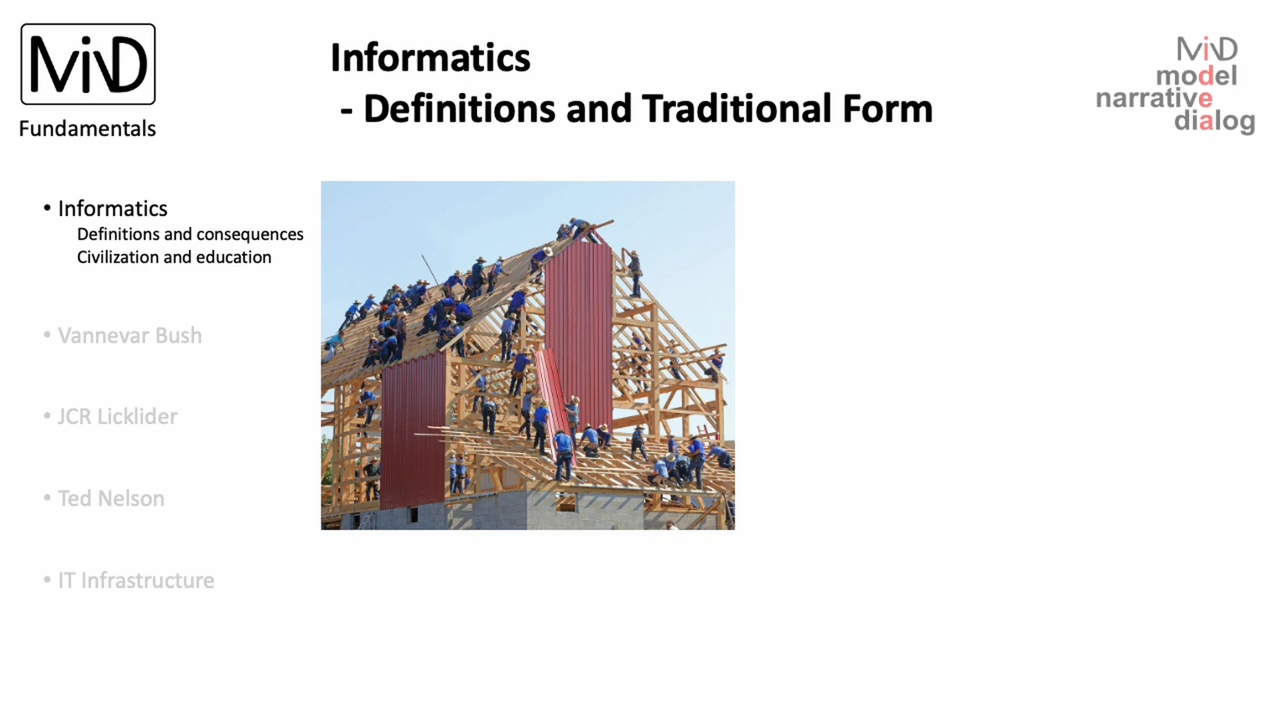 MiND
Fundamentals
Informatics
- Definitions and Traditional Form
MiND
model
narrative
dialog
• Informatics
Definitions and consequences
Civilization and education
• Vannevar Bush
• JCR Licklider
• Ted Nelson
• IT Infrastructure